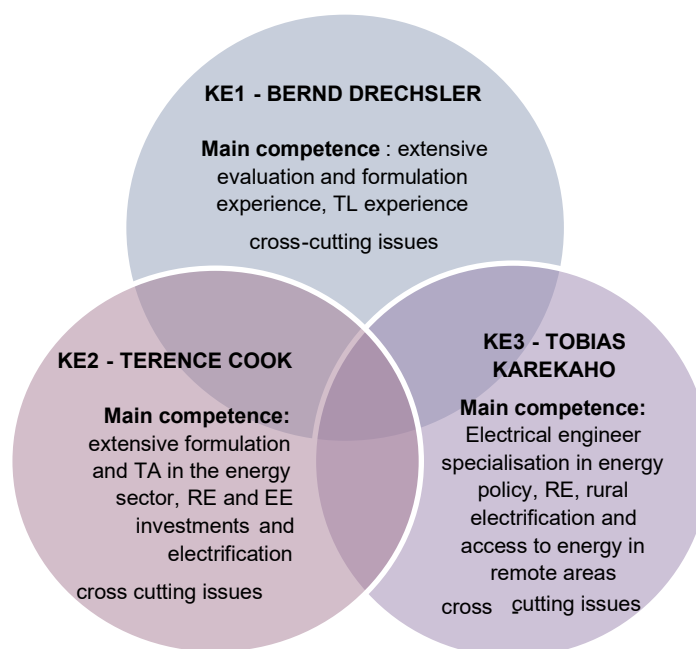 KE1 - BERND DRECHSLER
Main competence : extensive
evaluation and formulation
experience, TL experience
cross-cutting issues
KE2 - TERENCE COOK
Main competence:
extensive formulation
and TA in the energy
sector, RE and EE
investments and
electrification
cross cutting issues
KE3 - TOBIAS
KAREKAHO
Main competence:
Electrical engineer
specialisation in energy
policy, RE, rural
electrification and
access to energy in
remote areas
cross çutting issues